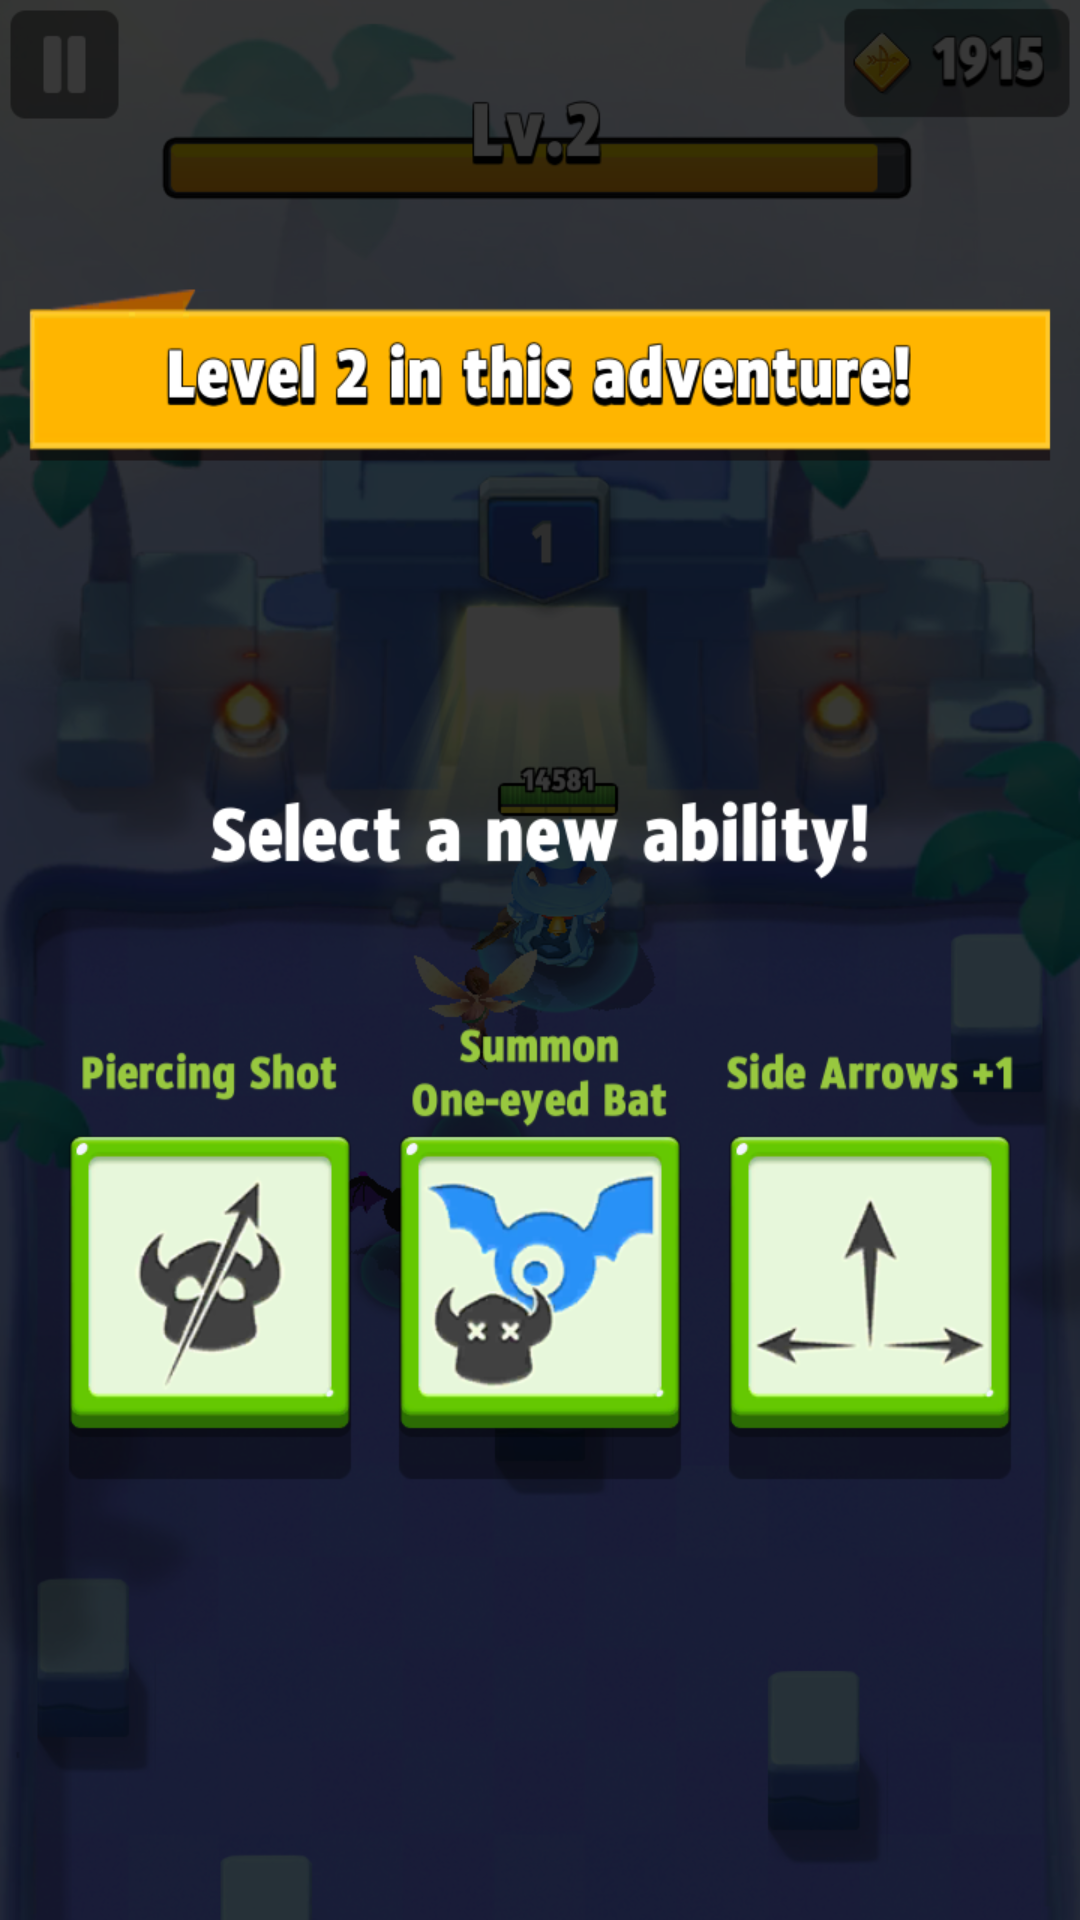 1915
Lv.2
Level 2 in this adventure!
1
14581
Select a new ability!
Piercing Shot
Summon
One-eyed Bat
Side Arrows +1